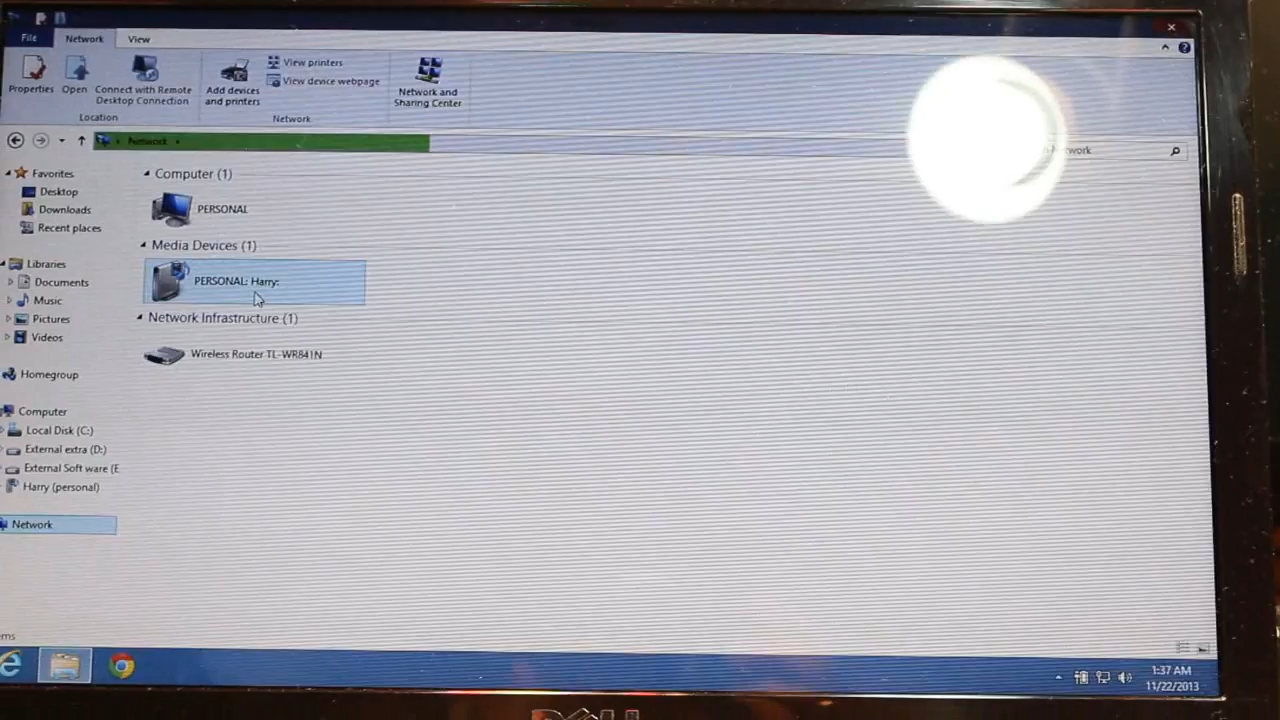 File Network View
Properties Open Connect with Remote Desktop Connection Add devices and printers View printers
View device webpage
Network and Sharing Center
Location Network
Network
Network
Favorites
Desktop
Downloads
Recent places
Libraries
Documents
Music
Pictures
Videos
Homegroup
Computer
Local Disk (C:)
External extra (D:)
External Soft ware (E
Harry (personal)
Network
Computer (1)
PERSONAL
Media Devices (1)
PERSONAL: Harry:
Network Infrastructure (1)
Wireless Router TL-WR841N
ems
1:37 AM
11/22/2013
DELL